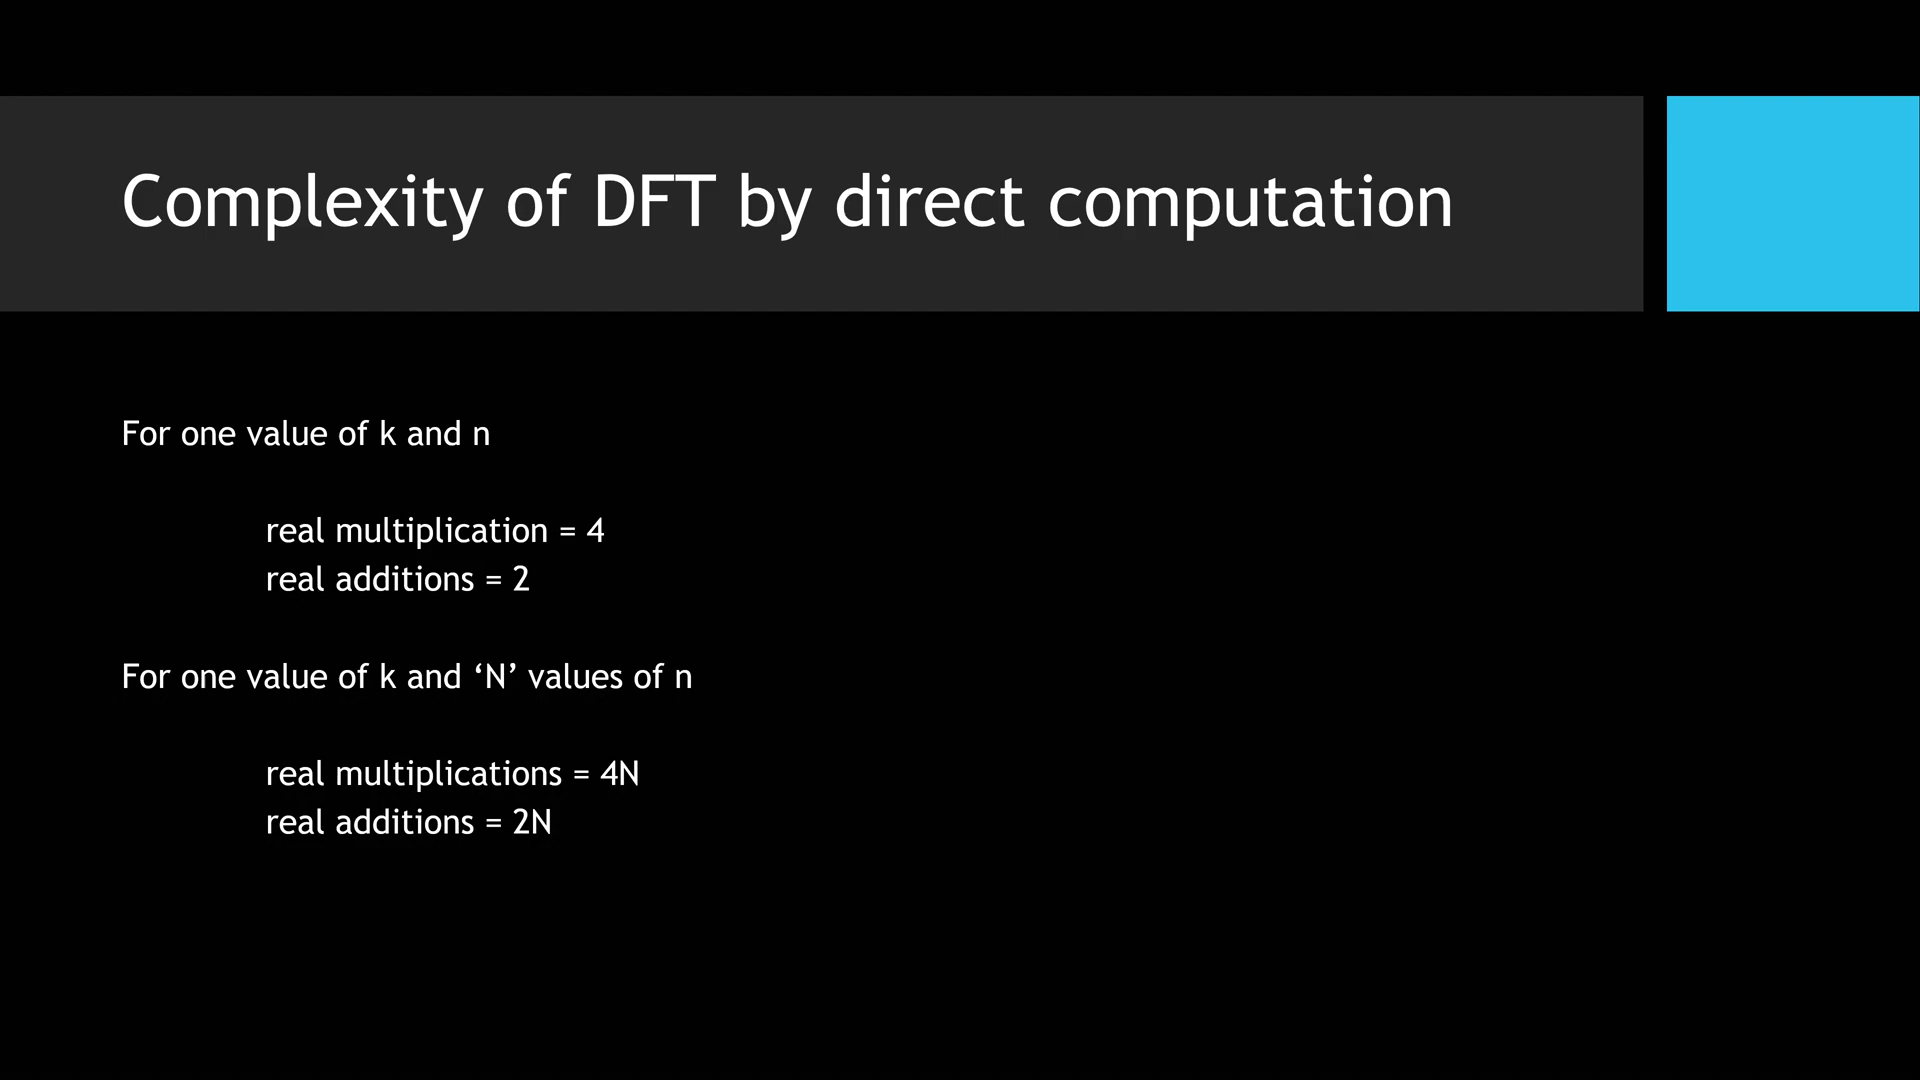 Complexity of DFT by direct computation
For one value of k and n
real multiplication = 4
real additions = 2
For one value of k and ‘N’ values of n
real multiplications = 4N
real additions = 2N